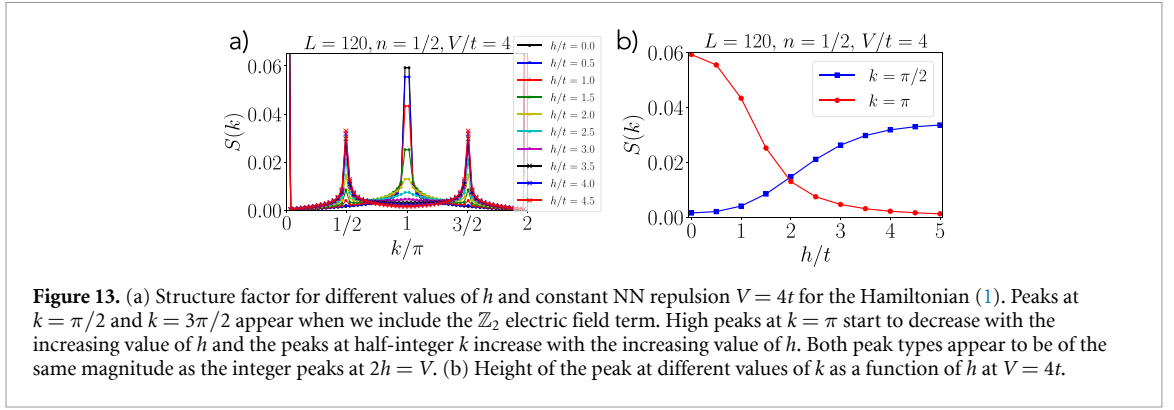 a)
L = 120, n = 1/2, V/t = 4
S(k)
0.06
0.04
0.02
0.00
0
1/2
1
3/2
2
k/π
h/t = 0.0
h/t = 0.5
h/t = 1.0
h/t = 1.5
h/t = 2.0
h/t = 2.5
h/t = 3.0
h/t = 3.5
h/t = 4.0
h/t = 4.5
b)
L = 120, n = 1/2, V/t = 4
S(k)
0.06
0.04
0.02
0.00
0
1
2
3
4
5
h/t
k = π/2
k = π
Figure 13. (a) Structure factor for different values of h and constant NN repulsion V = 4t for the Hamiltonian (1). Peaks at
k = π/2 and k = 3π/2 appear when we include the ℤ₂ electric field term. High peaks at k = π start to decrease with the
increasing value of h and the peaks at half-integer k increase with the increasing value of h. Both peak types appear to be of the
same magnitude as the integer peaks at 2h = V. (b) Height of the peak at different values of k as a function of h at V = 4t.